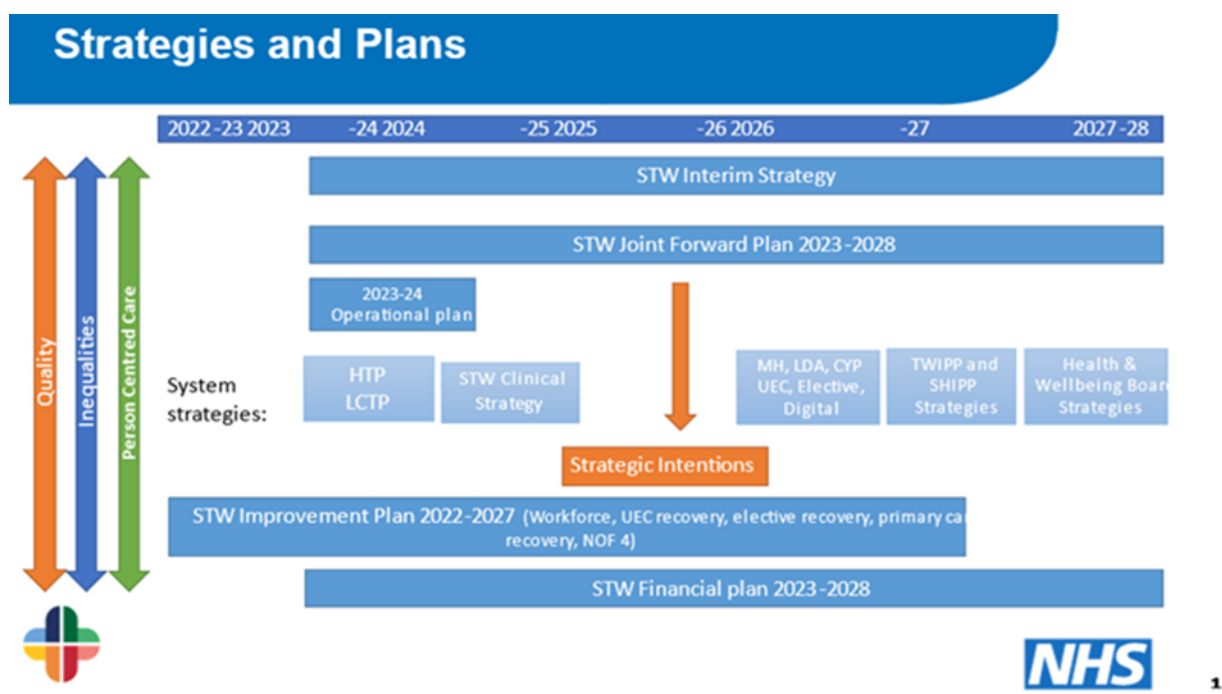 Strategies and Plans
2022-23 2023 -24 2024 -25 2025 -26 2026 -27 2027-28
STW Interim Strategy
STW Joint Forward Plan 2023-2028
2023-24
Operational plan
Quality
Inequalities
Person Centred Care
System
strategies:
HTP
LCTP
STW Clinical
Strategy
MH, LDA, CYP
UEC, Elective,
Digital
TWIPP and
SHIPP
Strategies
Health &
Wellbeing Boar
Strategies
Strategic Intentions
STW Improvement Plan 2022-2027 (Workforce, UEC recovery, elective recovery, primary car
recovery, NOF 4)
STW Financial plan 2023-2028
NHS
1